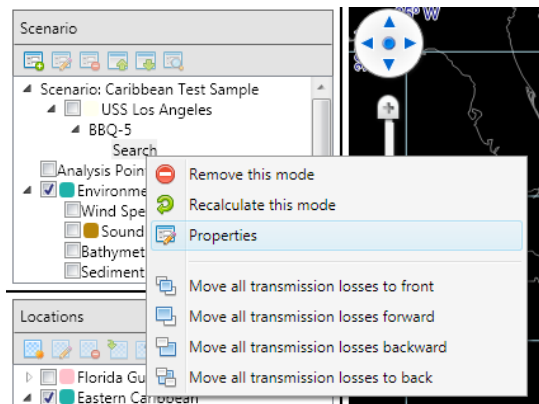 Scenario
Scenario: Caribbean Test Sample
USS Los Angeles
BBQ-5
Search
Analysis Poin
Environme
Wind Spe
Sound
Bathymet
Sediment
Remove this mode
Recalculate this mode
Properties
Move all transmission losses to front
Move all transmission losses forward
Move all transmission losses backward
Move all transmission losses to back
Locations
Florida Gu
Eastern Caribbean
5° W